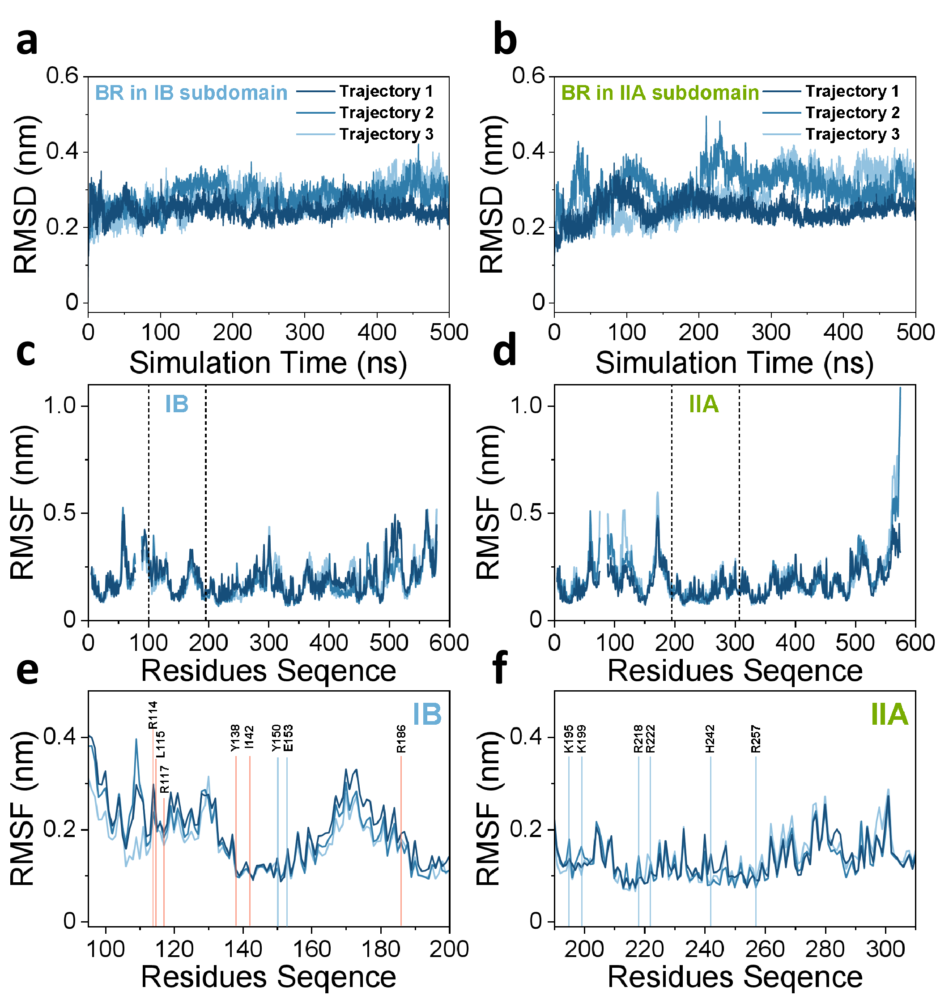 a
0.6
0.4
0.2
0
RMSD (nm)
BR in IB subdomain
Trajectory 1
Trajectory 2
Trajectory 3
0 100 200 300 400 500
Simulation Time (ns)
b
0.6
0.4
0.2
0
RMSD (nm)
BR in IIA subdomain
Trajectory 1
Trajectory 2
Trajectory 3
0 100 200 300 400 500
Simulation Time (ns)
c
1.0
0.5
0
RMSF (nm)
IB
0 100 200 300 400 500 600
Residues Seqence
d
1.0
0.5
0
RMSF (nm)
IIA
0 100 200 300 400 500 600
Residues Seqence
e
0.4
0.2
0
RMSF (nm)
R114
L115
R117
Y138
I142
Y150
E153
R186
IB
100 120 140 160 180 200
Residues Seqence
f
0.4
0.2
0
RMSF (nm)
K195
K199
R218
R222
H242
R257
IIA
200 220 240 260 280 300
Residues Seqence